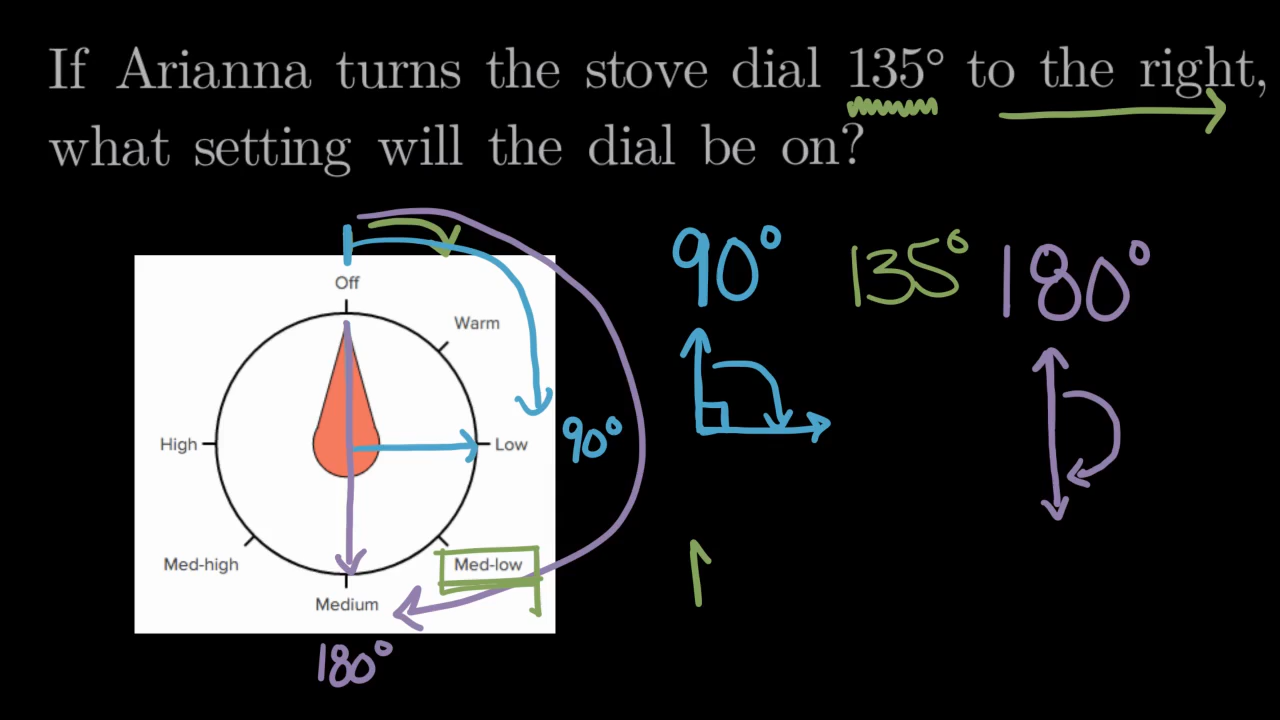 If Arianna turns the stove dial 135° to the right,
what setting will the dial be on?
90° 135° 180°
Off
Warm
High
Low
90°
Med-high
Med-low
Medium
180°